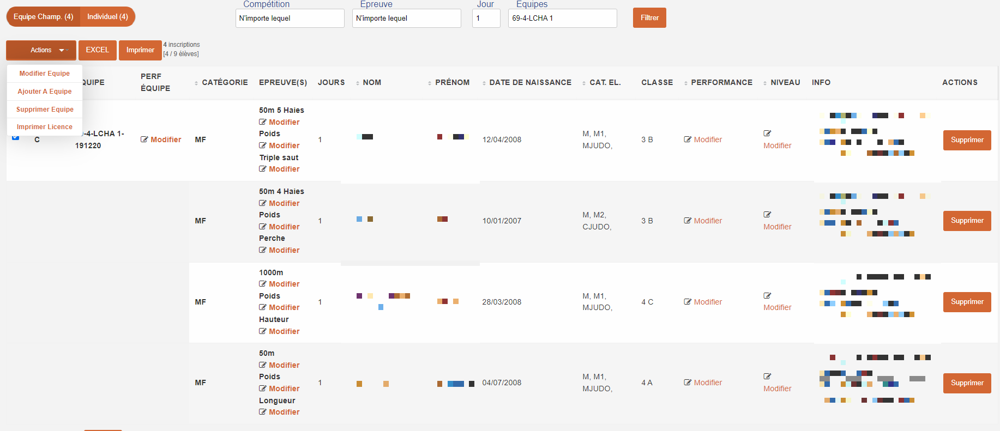 Compétition Epreuve Jour Equipes
Equipe Champ. (4) Individuel (4) N'importe lequel N'importe lequel 1 69-4-LCHA 1 Filtrer
Actions EXCEL Imprimer 4 inscriptions
[4 / 9 élèves]
Modifier Equipe
Ajouter A Equipe
Supprimer Equipe
Imprimer Licence
QUIPE PERF ÉQUIPE CATÉGORIE EPREUVE(S) JOURS NOM PRÉNOM DATE DE NAISSANCE CAT. EL. CLASSE PERFORMANCE NIVEAU INFO ACTIONS
50m 5 Haies
Modifier
Poids
Modifier
Triple saut
Modifier
C
-4-LCHA 1-
191220
Modifier MF 1 12/04/2008 M, M1,
MJUDO, 3 B Modifier Modifier Supprimer
50m 4 Haies
Modifier
Poids
Modifier
Perche
Modifier
MF 1 10/01/2007 M, M2,
CJUDO, 3 B Modifier Modifier Supprimer
1000m
Modifier
Poids
Modifier
Hauteur
Modifier
MF 1 28/03/2008 M, M1,
MJUDO, 4 C Modifier Modifier Supprimer
50m
Modifier
Poids
Modifier
Longueur
Modifier
MF 1 04/07/2008 M, M1,
MJUDO, 4 A Modifier Modifier Supprimer